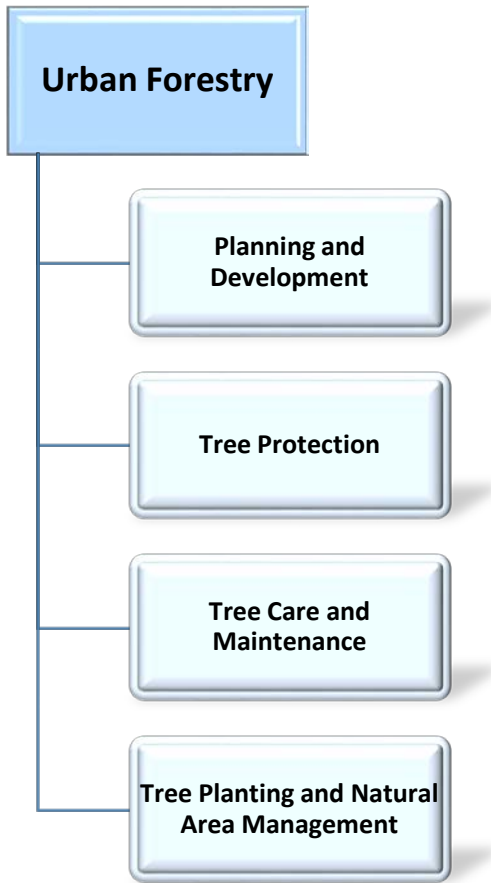 Urban Forestry
Planning and
Development
Tree Protection
Tree Care and
Maintenance
Tree Planting and Natural
Area Management